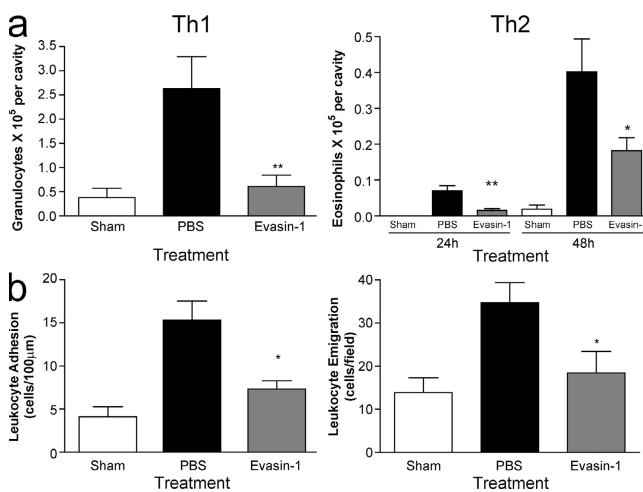 a
Th1
Th2
Granulocytes X 10⁵ per cavity
3.5
3.0
2.5
2.0
1.5
1.0
0.5
0.0
**
Sham PBS Evasin-1
Treatment
Eosinophils X 10⁵ per cavity
0.5
0.4
0.3
0.2
0.1
0.0
**
*
Sham PBS Evasin-1 Sham PBS Evasin-
24h 48h
Treatment
b
Leukocyte Adhesion
(cells/100µm)
20
15
10
5
0
*
Sham PBS Evasin-1
Treatment
Leukocyte Emigration
(cells/field)
40
30
20
10
0
*
Sham PBS Evasin-1
Treatment